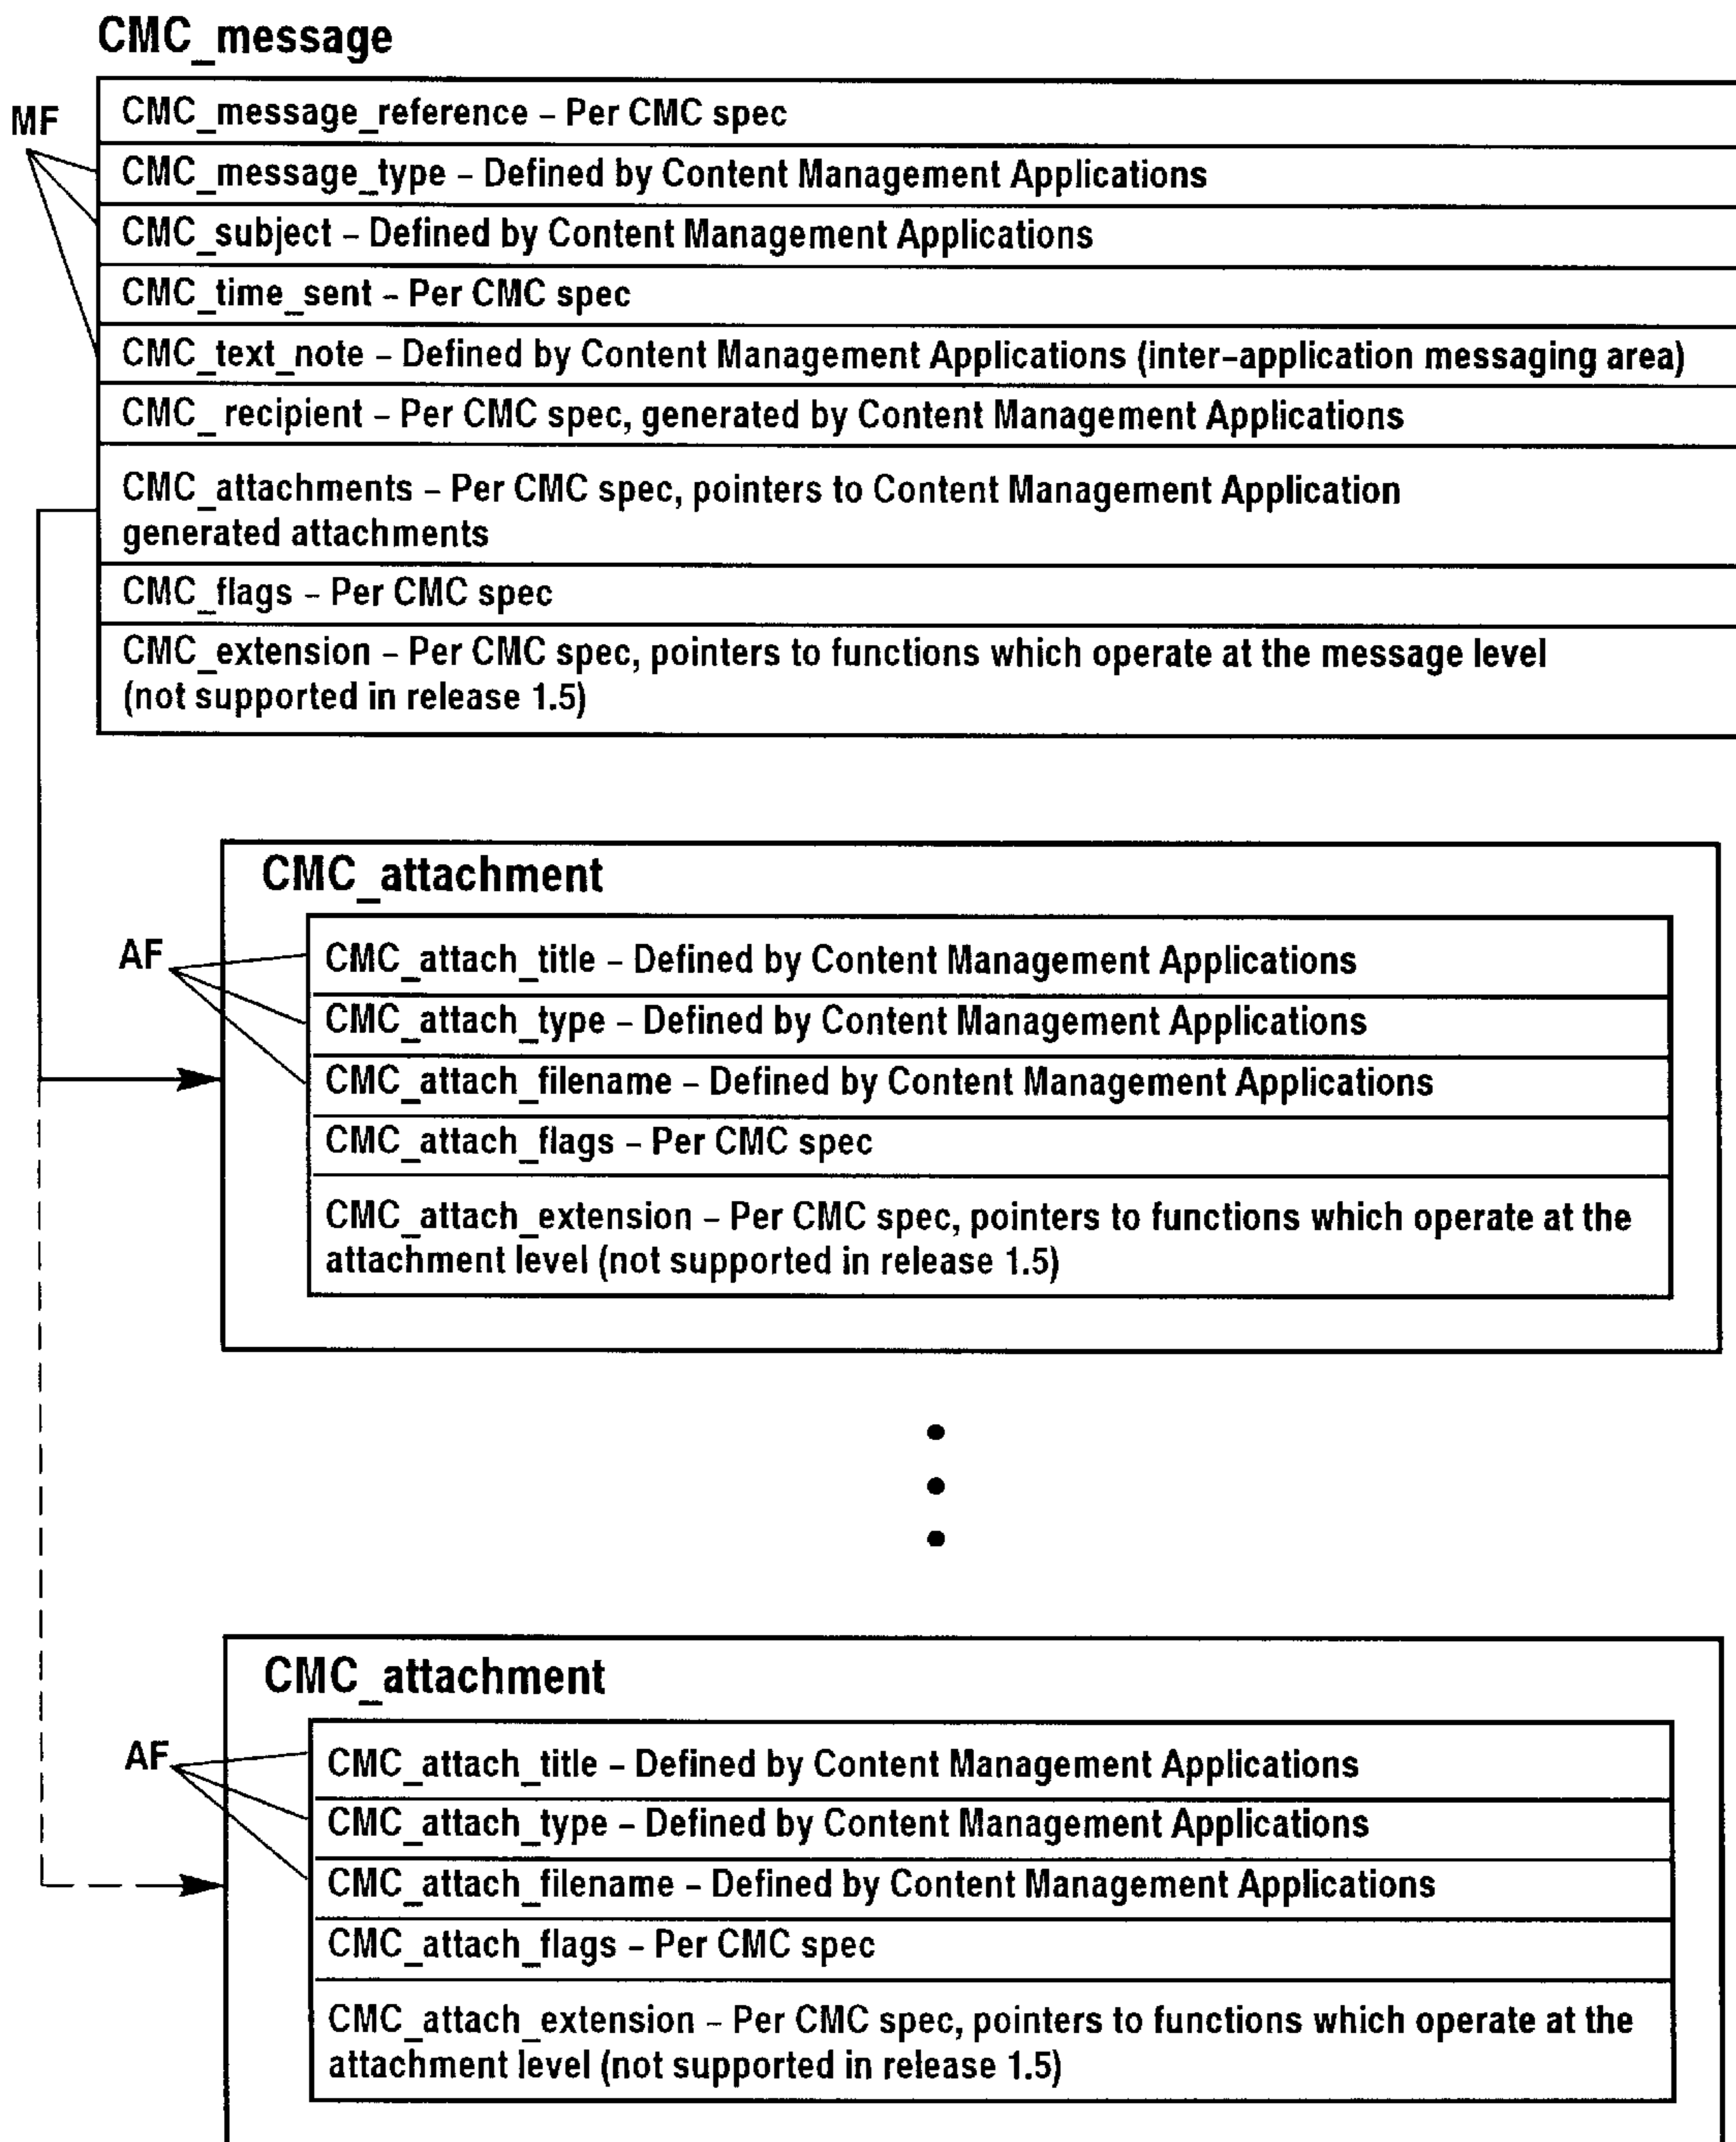 CMC_message
MF
CMC_message_reference – Per CMC spec
CMC_message_type – Defined by Content Management Applications
CMC_subject – Defined by Content Management Applications
CMC_time_sent – Per CMC spec
CMC_text_note – Defined by Content Management Applications (inter-application messaging area)
CMC_ recipient – Per CMC spec, generated by Content Management Applications
CMC_attachments – Per CMC spec, pointers to Content Management Application
generated attachments
CMC_flags – Per CMC spec
CMC_extension – Per CMC spec, pointers to functions which operate at the message level
(not supported in release 1.5)
CMC_attachment
AF
CMC_attach_title – Defined by Content Management Applications
CMC_attach_type – Defined by Content Management Applications
CMC_attach_filename – Defined by Content Management Applications
CMC_attach_flags – Per CMC spec
CMC_attach_extension – Per CMC spec, pointers to functions which operate at the
attachment level (not supported in release 1.5)
CMC_attachment
AF
CMC_attach_title – Defined by Content Management Applications
CMC_attach_type – Defined by Content Management Applications
CMC_attach_filename – Defined by Content Management Applications
CMC_attach_flags – Per CMC spec
CMC_attach_extension – Per CMC spec, pointers to functions which operate at the
attachment level (not supported in release 1.5)